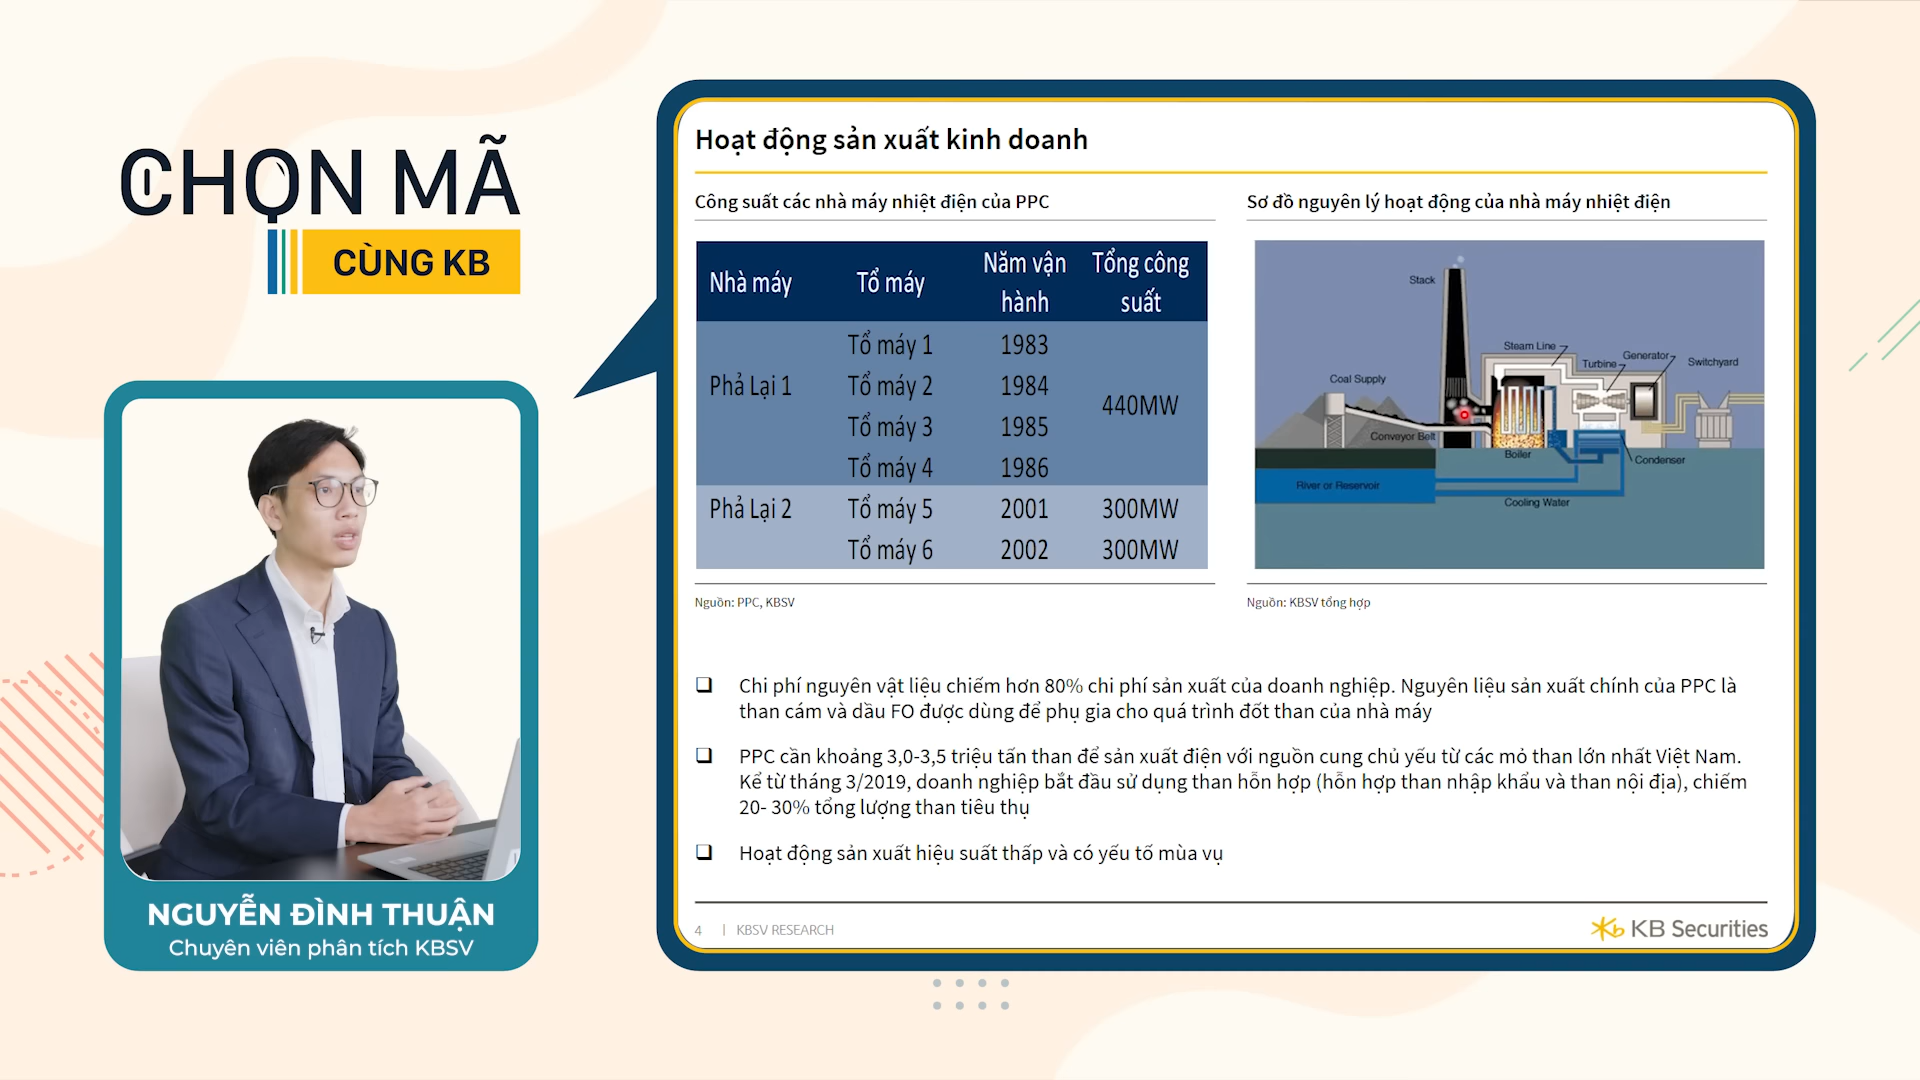 CHỌN MÃ
CÙNG KB
NGUYỄN ĐÌNH THUẬN
Chuyên viên phân tích KBSV
Hoạt động sản xuất kinh doanh
Công suất các nhà máy nhiệt điện của PPC
Nhà máy Tổ máy Năm vận hành Tổng công suất
Phả Lại 1
Tổ máy 1 1983
Tổ máy 2 1984
Tổ máy 3 1985
Tổ máy 4 1986
440MW
Phả Lại 2 Tổ máy 5 2001 300MW
Tổ máy 6 2002 300MW
Nguồn: PPC, KBSV
Sơ đồ nguyên lý hoạt động của nhà máy nhiệt điện
Stack
Steam Line
Turbine
Generator
Switchyard
Coal Supply
Conveyor Belt
Boiler
Condenser
River or Reservoir
Cooling Water
Nguồn: KBSV tổng hợp
Chi phí nguyên vật liệu chiếm hơn 80% chi phí sản xuất của doanh nghiệp. Nguyên liệu sản xuất chính của PPC là
than cám và dầu FO được dùng để phụ gia cho quá trình đốt than của nhà máy
PPC cần khoảng 3,0-3,5 triệu tấn than để sản xuất điện với nguồn cung chủ yếu từ các mỏ than lớn nhất Việt Nam.
Kể từ tháng 3/2019, doanh nghiệp bắt đầu sử dụng than hỗn hợp (hỗn hợp than nhập khẩu và than nội địa), chiếm
20- 30% tổng lượng than tiêu thụ
Hoạt động sản xuất hiệu suất thấp và có yếu tố mùa vụ
4 | KBSV RESEARCH
KB Securities